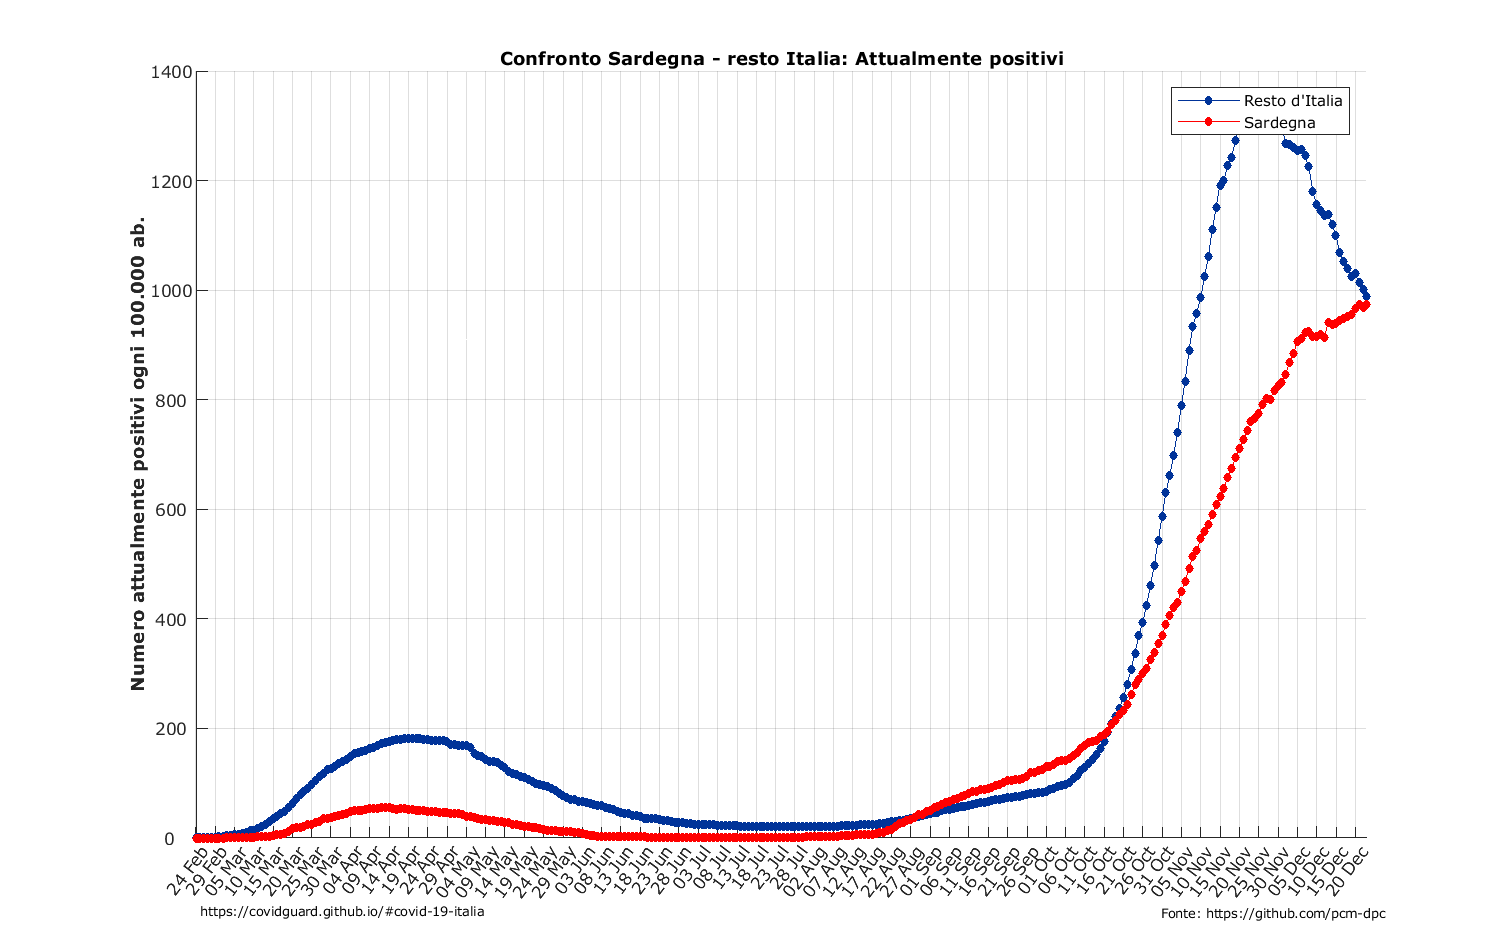 Confronto Sardegna - resto Italia: Attualmente positivi
Numero attualmente positivi ogni 100.000 ab.
1400
1200
1000
800
600
400
200
0
Resto d'Italia
Sardegna
24 Feb
29 Feb
05 Mar
10 Mar
15 Mar
20 Mar
25 Mar
30 Mar
04 Apr
09 Apr
14 Apr
19 Apr
24 Apr
29 Apr
04 May
09 May
14 May
19 May
24 May
29 May
03 Jun
08 Jun
13 Jun
18 Jun
23 Jun
28 Jun
03 Jul
08 Jul
13 Jul
18 Jul
23 Jul
28 Jul
02 Aug
07 Aug
12 Aug
17 Aug
22 Aug
27 Aug
01 Sep
06 Sep
11 Sep
16 Sep
21 Sep
26 Sep
01 Oct
06 Oct
11 Oct
16 Oct
21 Oct
26 Oct
31 Oct
05 Nov
10 Nov
15 Nov
20 Nov
25 Nov
30 Nov
05 Dec
10 Dec
15 Dec
20 Dec
https://covidguard.github.io/#covid-19-italia
Fonte: https://github.com/pcm-dpc